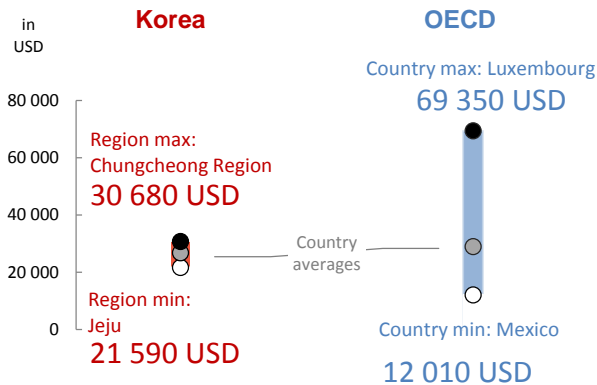 in
USD
Korea
OECD
80 000
60 000
40 000
20 000
0
Region max:
Chungcheong Region
30 680 USD
Region min:
Jeju
21 590 USD
Country
averages
Country max: Luxembourg
69 350 USD
Country min: Mexico
12 010 USD